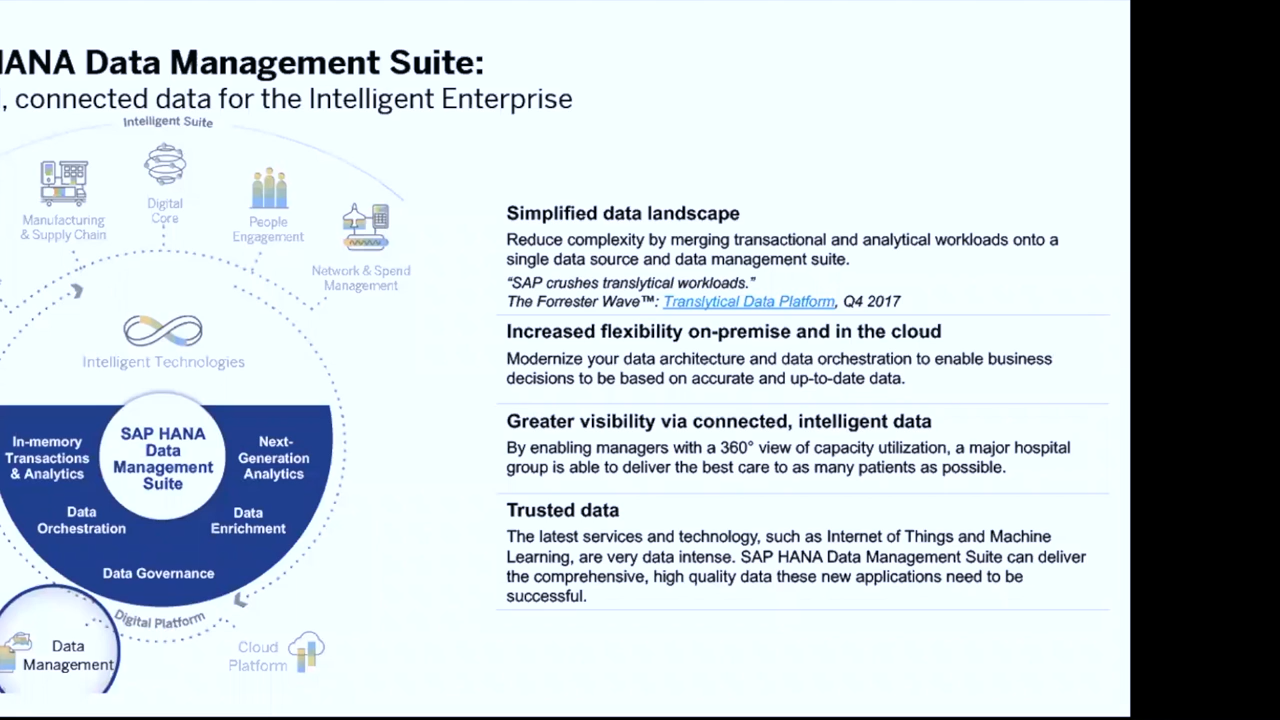 HANA Data Management Suite:
, connected data for the Intelligent Enterprise
Intelligent Suite
Manufacturing
& Supply Chain
Digital
Core
People
Engagement
Network & Spend
Management
Intelligent Technologies
SAP HANA
Data
Management
Suite
In-memory
Transactions
& Analytics
Next-
Generation
Analytics
Data
Orchestration
Data
Enrichment
Data Governance
Digital Platform
Data
Management
Cloud
Platform
Simplified data landscape
Reduce complexity by merging transactional and analytical workloads onto a
single data source and data management suite.
“SAP crushes translytical workloads.”
The Forrester Wave™: Translytical Data Platform, Q4 2017
Increased flexibility on-premise and in the cloud
Modernize your data architecture and data orchestration to enable business
decisions to be based on accurate and up-to-date data.
Greater visibility via connected, intelligent data
By enabling managers with a 360° view of capacity utilization, a major hospital
group is able to deliver the best care to as many patients as possible.
Trusted data
The latest services and technology, such as Internet of Things and Machine
Learning, are very data intense. SAP HANA Data Management Suite can deliver
the comprehensive, high quality data these new applications need to be
successful.